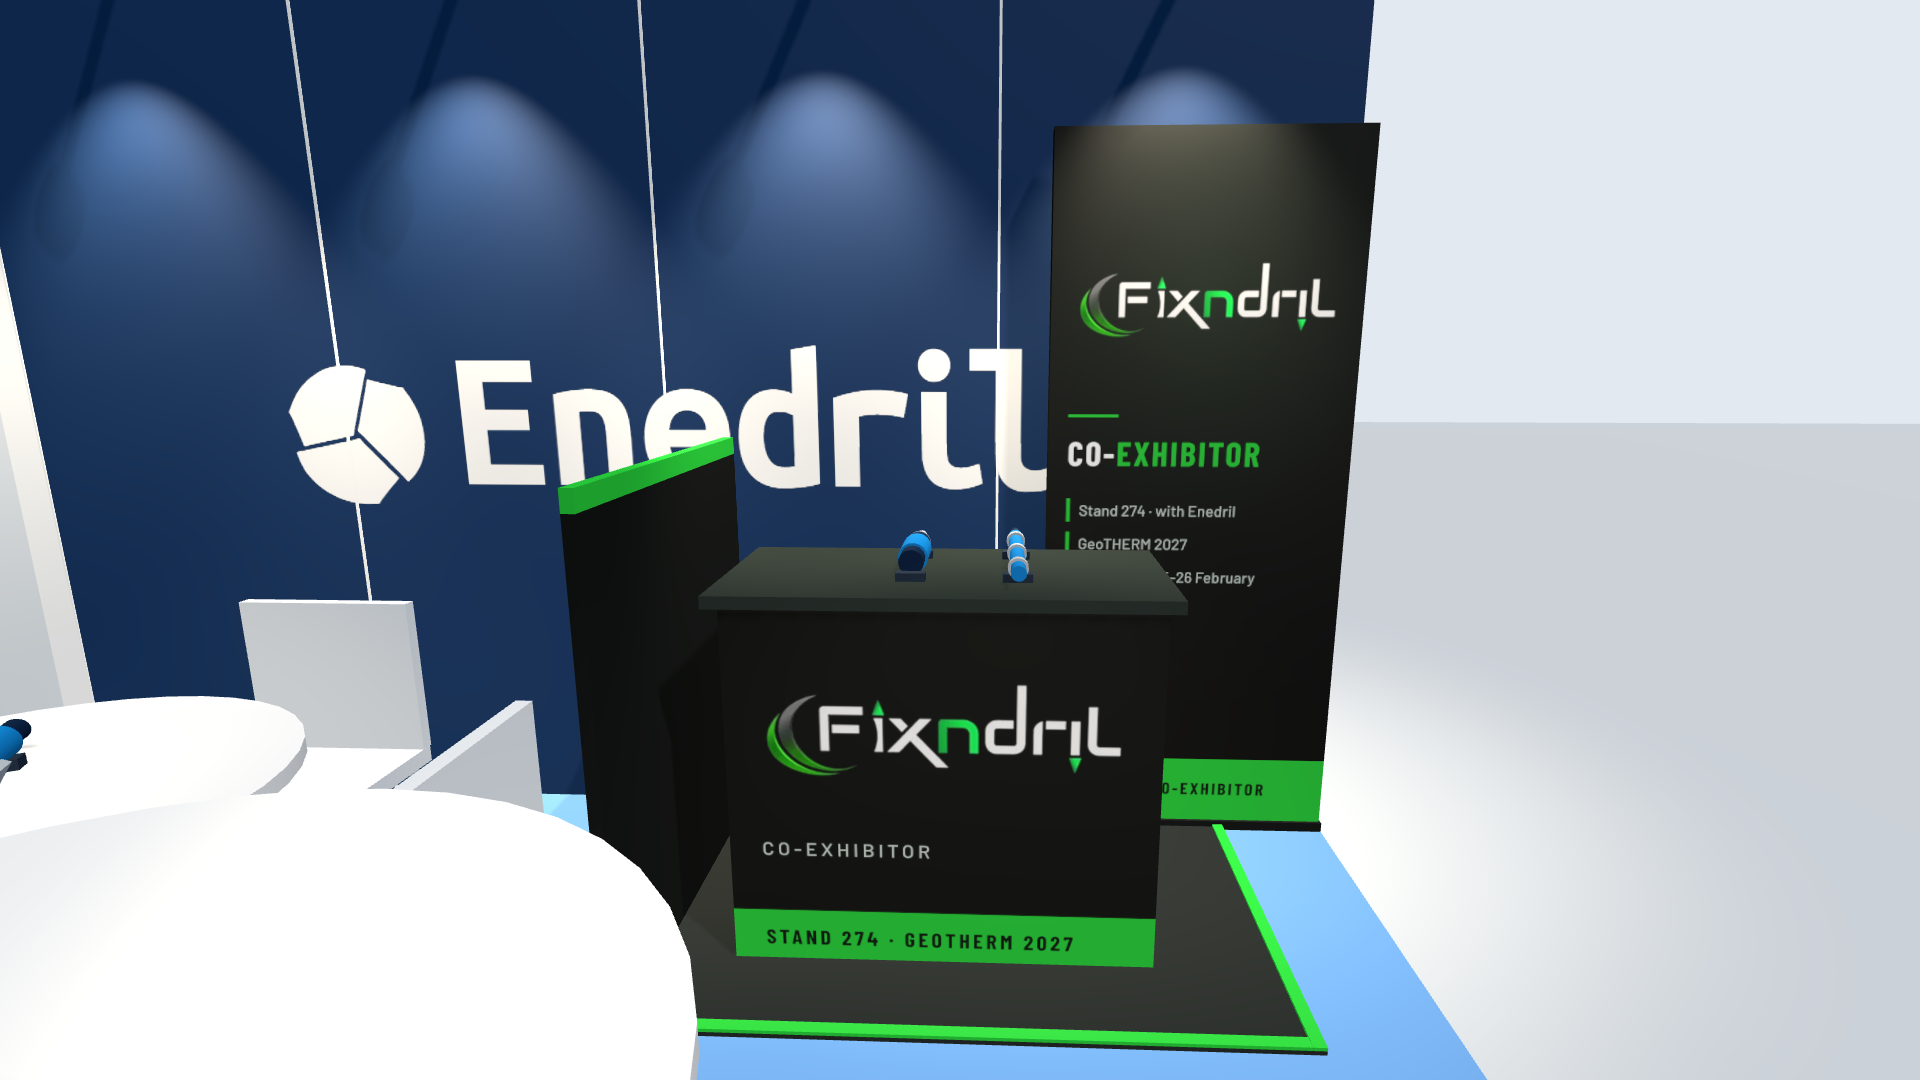 Enedril
Fixndril
CO-EXHIBITOR
Stand 274 · with Enedril
GeoTHERM 2027
-26 February
Fixndril
CO-EXHIBITOR
STAND 274 · GEOTHERM 2027
O-EXHIBITOR